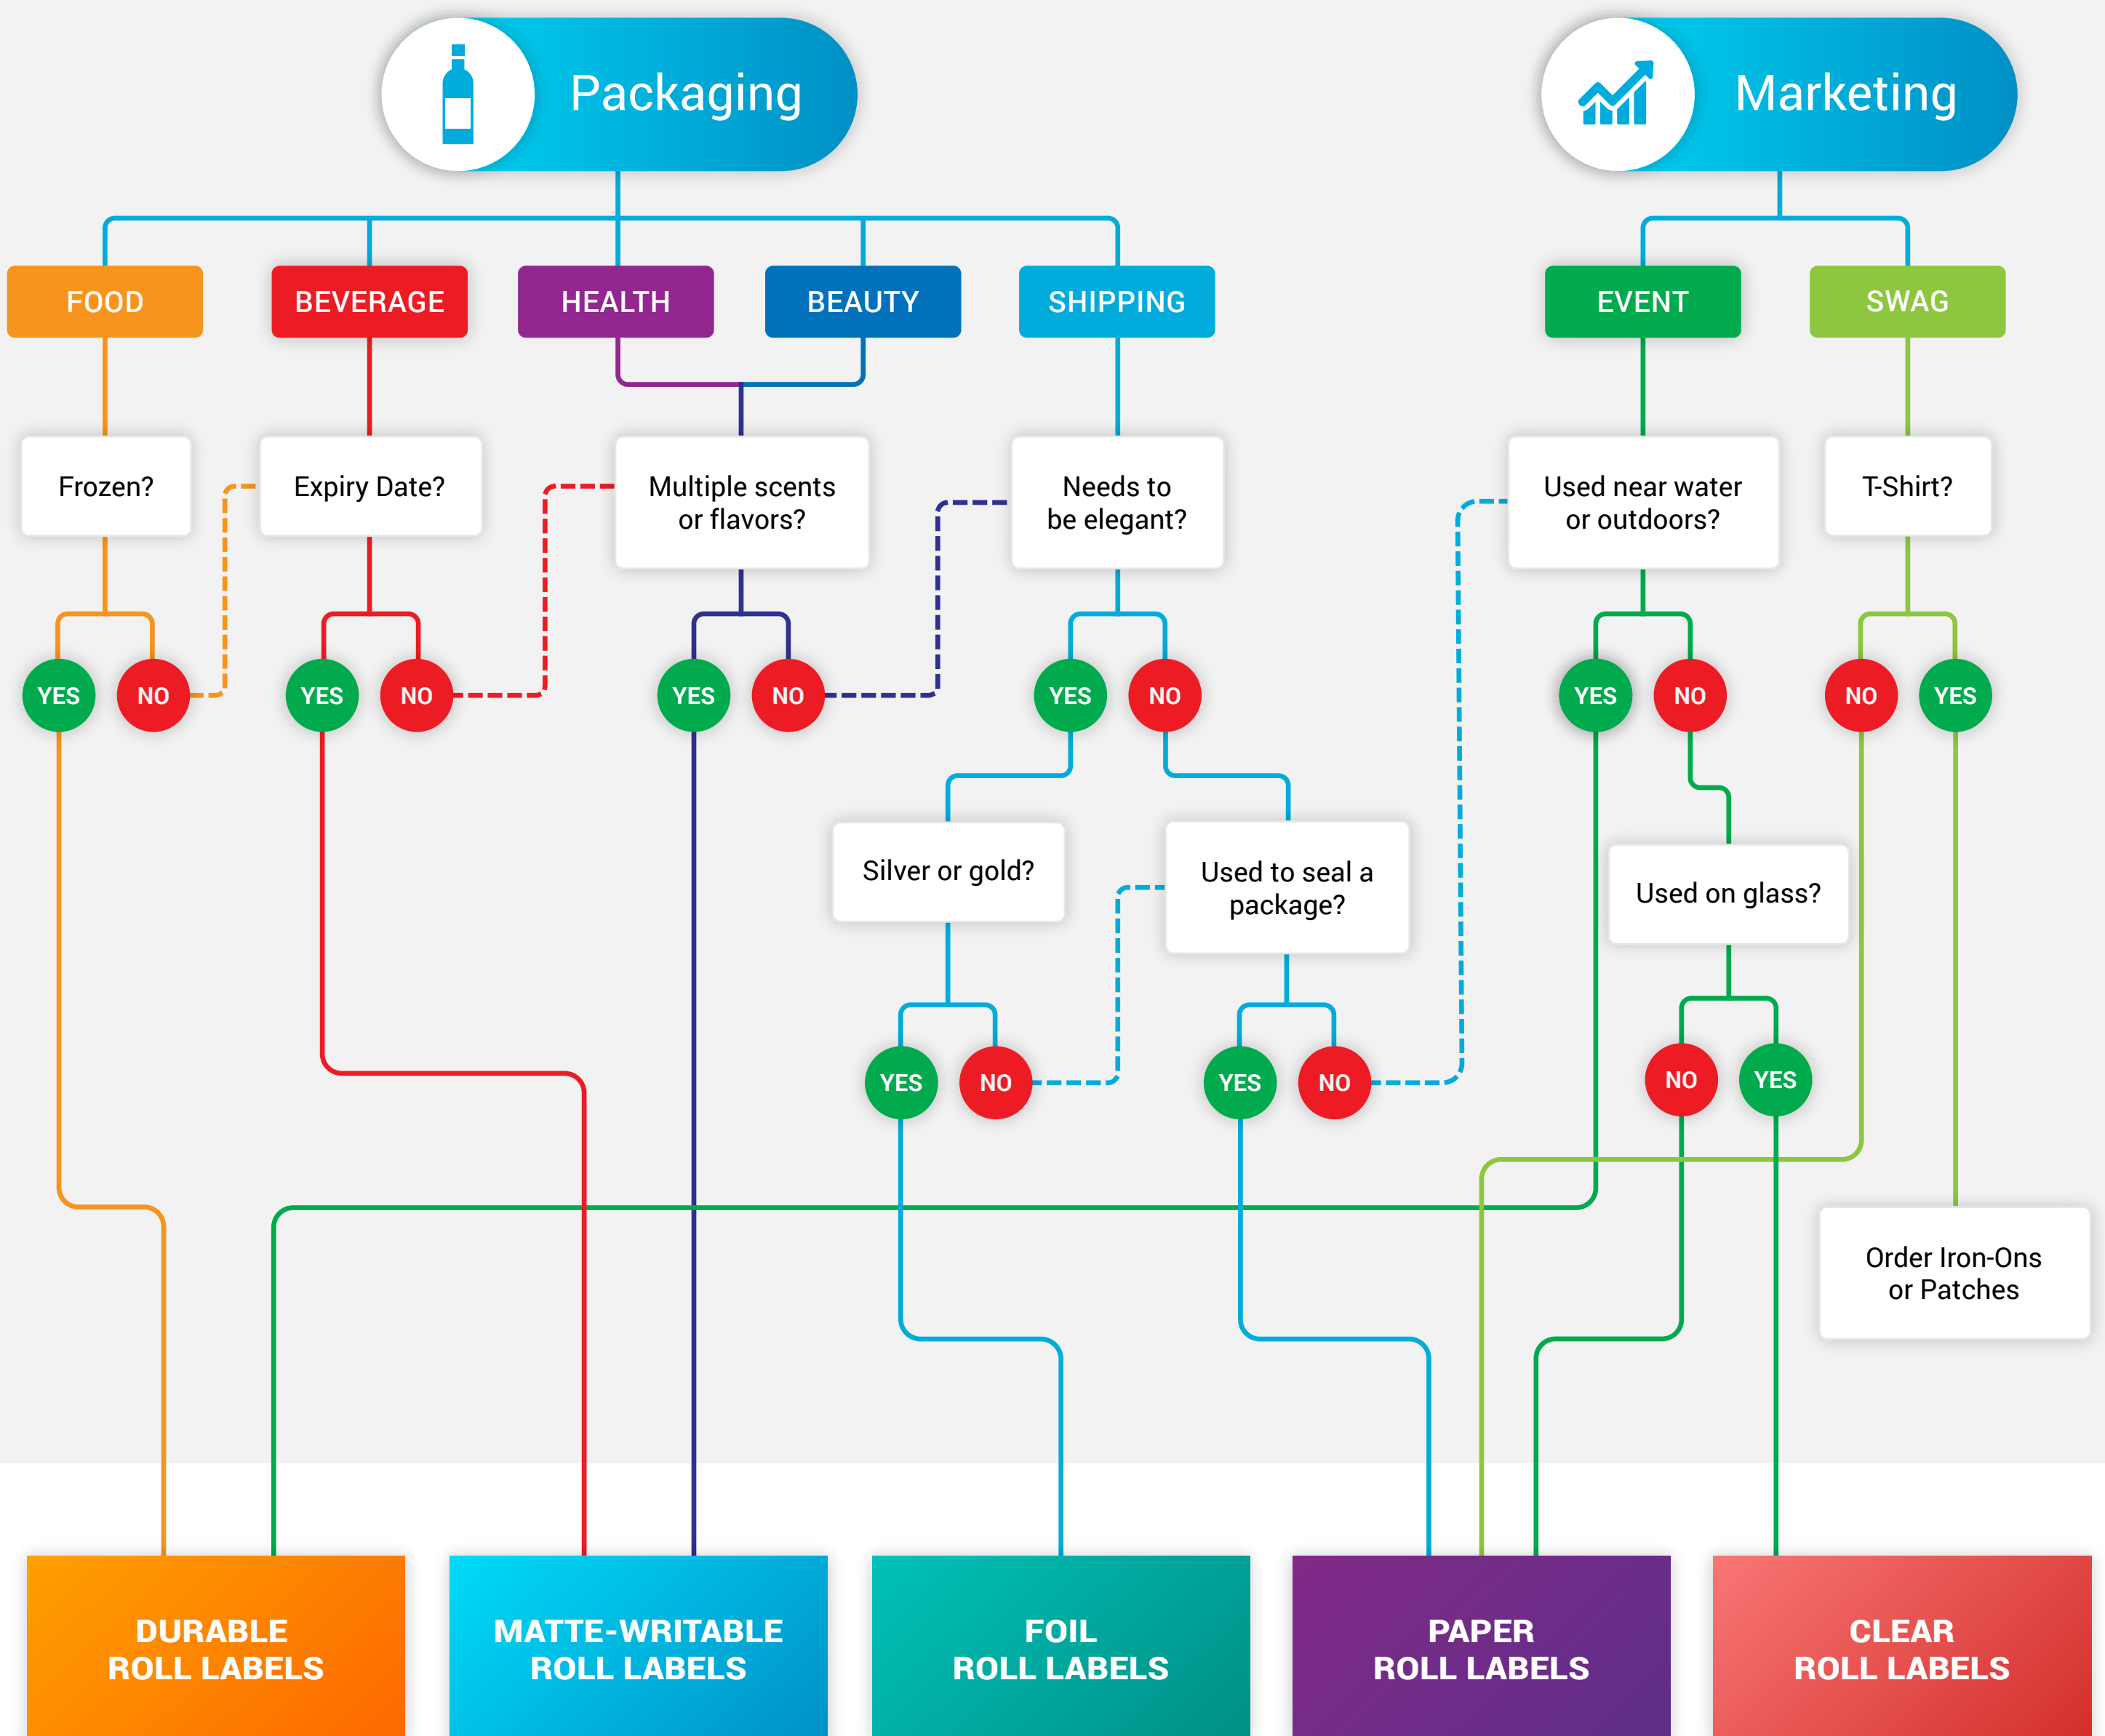 Packaging
Marketing
FOOD
BEVERAGE
HEALTH
BEAUTY
SHIPPING
EVENT
SWAG
Frozen?
Expiry Date?
Multiple scents
or flavors?
Needs to
be elegant?
Used near water
or outdoors?
T-Shirt?
YES
NO
YES
NO
YES
NO
YES
NO
YES
NO
NO
YES
Silver or gold?
Used to seal a
package?
Used on glass?
YES
NO
YES
NO
NO
YES
Order Iron-Ons
or Patches
DURABLE
ROLL LABELS
MATTE-WRITABLE
ROLL LABELS
FOIL
ROLL LABELS
PAPER
ROLL LABELS
CLEAR
ROLL LABELS